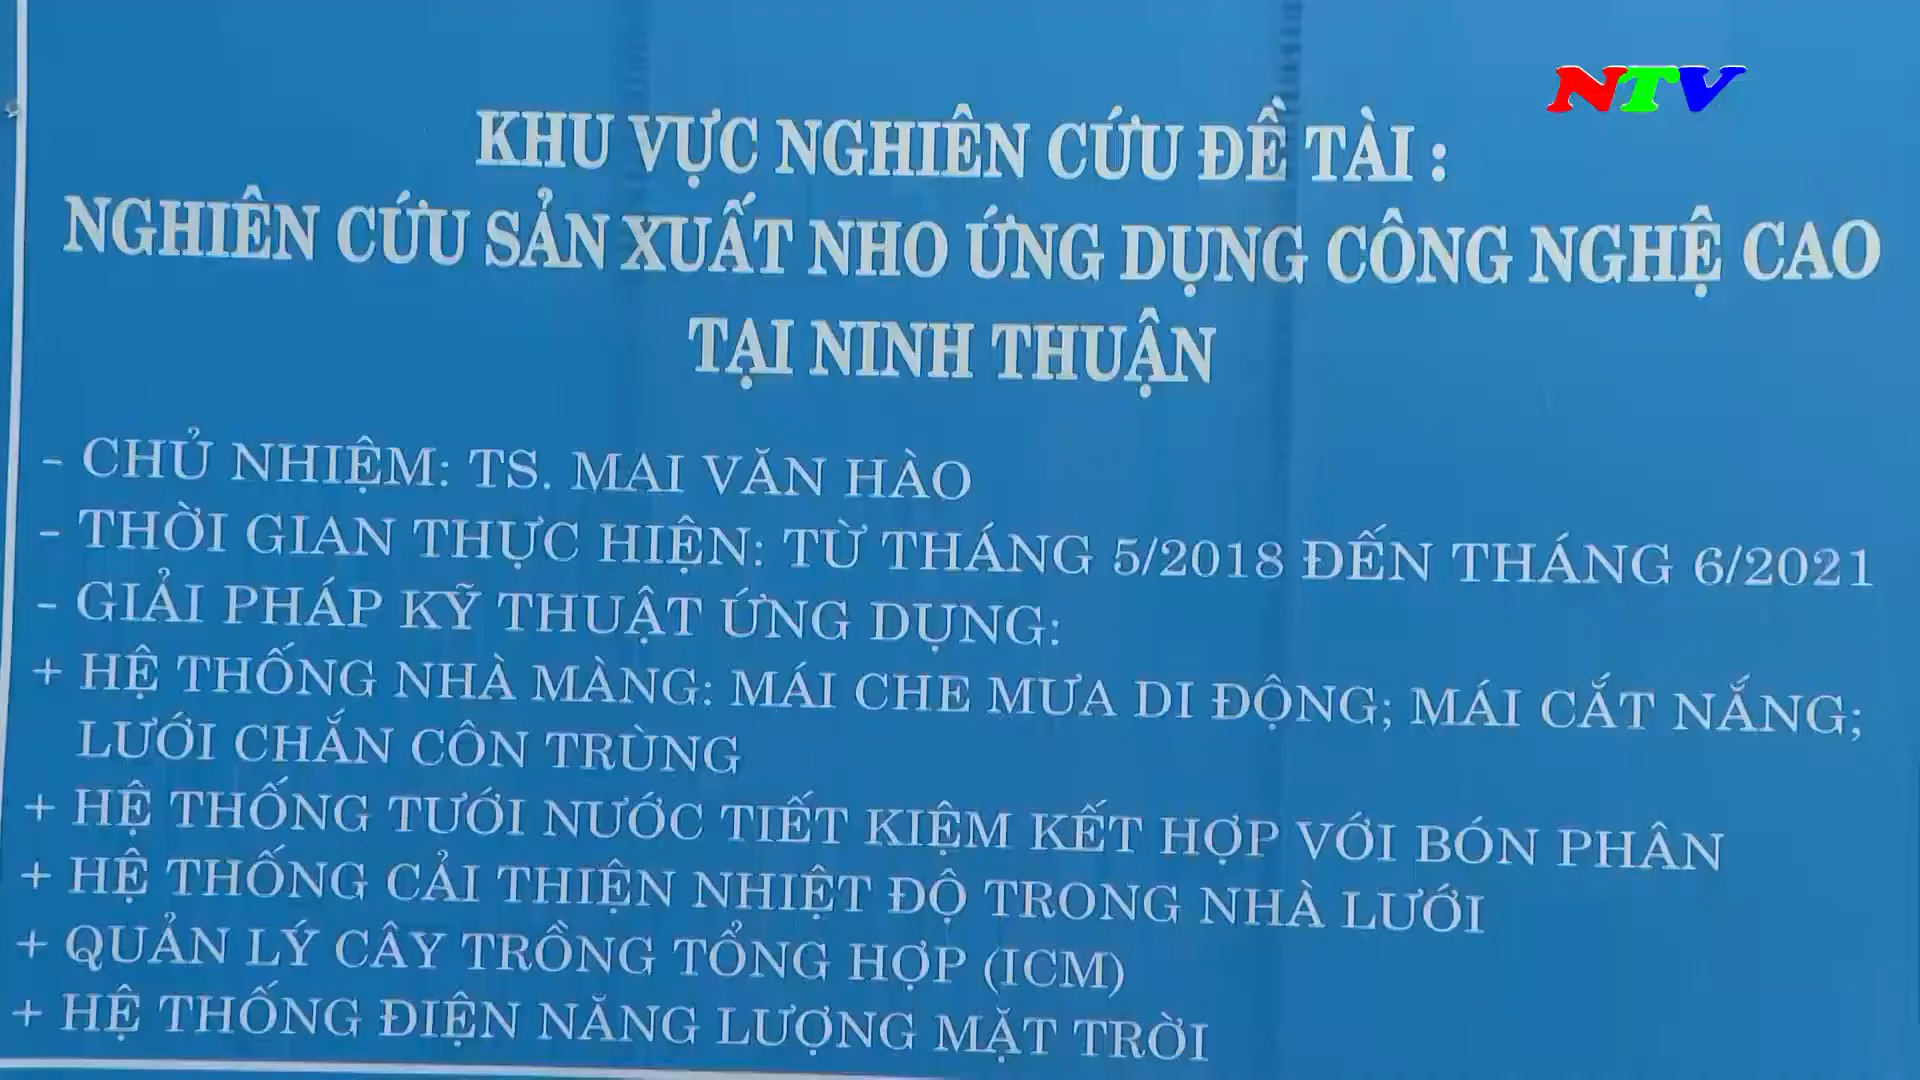 NTV
KHU VỰC NGHIÊN CỨU ĐỀ TÀI :
NGHIÊN CỨU SẢN XUẤT NHO ỨNG DỤNG CÔNG NGHỆ CAO
TẠI NINH THUẬN
- CHỦ NHIỆM: TS. MAI VĂN HÀO
- THỜI GIAN THỰC HIỆN: TỪ THÁNG 5/2018 ĐẾN THÁNG 6/2021
- GIẢI PHÁP KỸ THUẬT ỨNG DỤNG:
+ HỆ THỐNG NHÀ MÀNG: MÁI CHE MƯA DI ĐỘNG; MÁI CẮT NẮNG;
LƯỚI CHẮN CÔN TRÙNG
+ HỆ THỐNG TƯỚI NƯỚC TIẾT KIỆM KẾT HỢP VỚI BÓN PHÂN
+ HỆ THỐNG CẢI THIỆN NHIỆT ĐỘ TRONG NHÀ LƯỚI
+ QUẢN LÝ CÂY TRỒNG TỔNG HỢP (ICM)
+ HỆ THỐNG ĐIỆN NĂNG LƯỢNG MẶT TRỜI